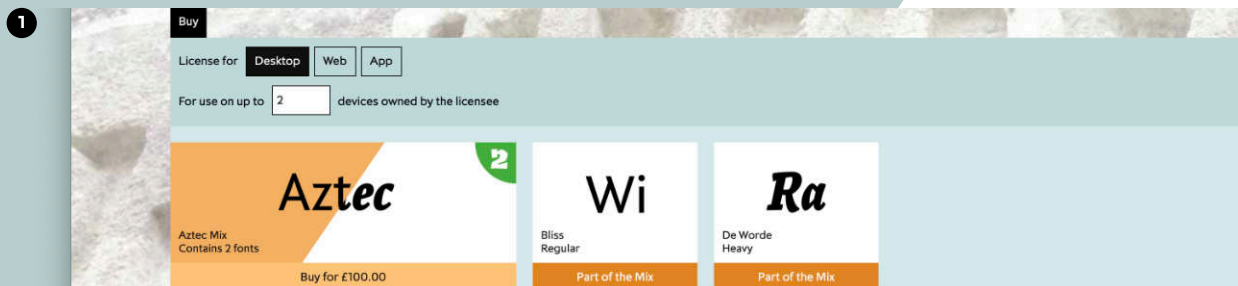 1
Buy
License for Desktop Web App
For use on up to 2 devices owned by the licensee
2
Aztec
Wi
Ra
Aztec Mix
Contains 2 fonts
Bliss
Regular
De Worde
Heavy
Buy for £100.00
Part of the Mix
Part of the Mix